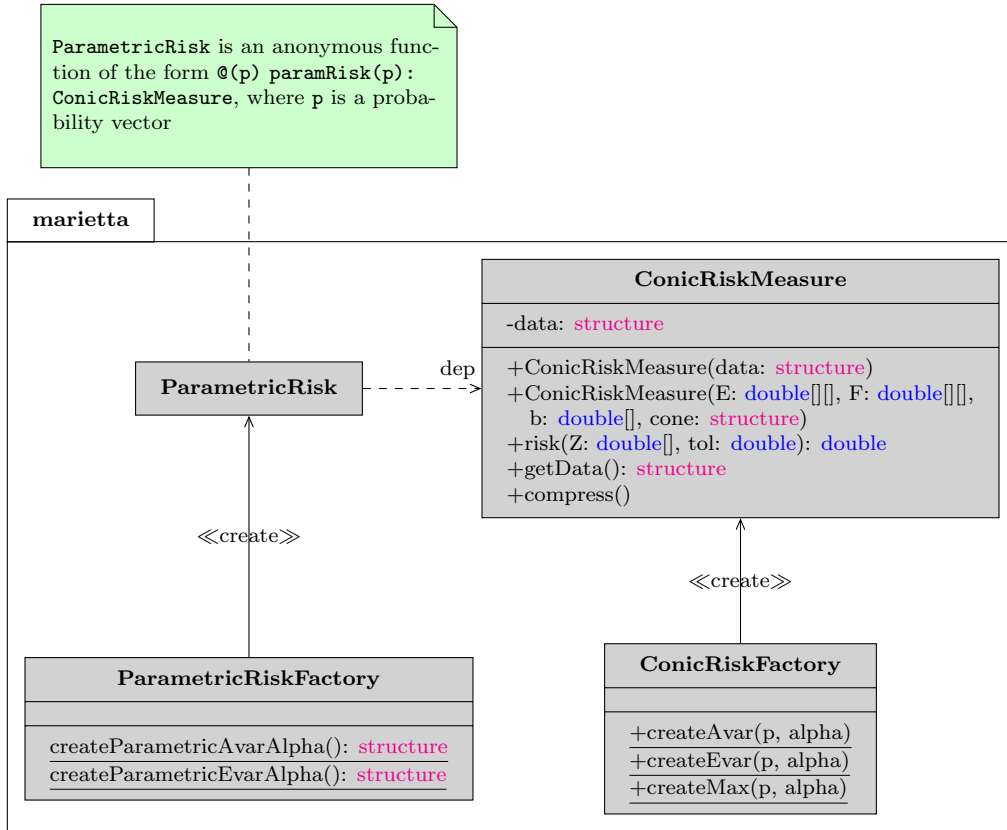 ParametricRisk is an anonymous func-
tion of the form @(p) paramRisk(p):
ConicRiskMeasure, where p is a proba-
bility vector
marietta
ConicRiskMeasure
-data: structure
+ConicRiskMeasure(data: structure)
+ConicRiskMeasure(E: double[][], F: double[][],
b: double[], cone: structure)
+risk(Z: double[], tol: double): double
+getData(): structure
+compress()
ParametricRisk
dep
≪create≫
≪create≫
ParametricRiskFactory
createParametricAvarAlpha(): structure
createParametricEvarAlpha(): structure
ConicRiskFactory
+createAvar(p, alpha)
+createEvar(p, alpha)
+createMax(p, alpha)